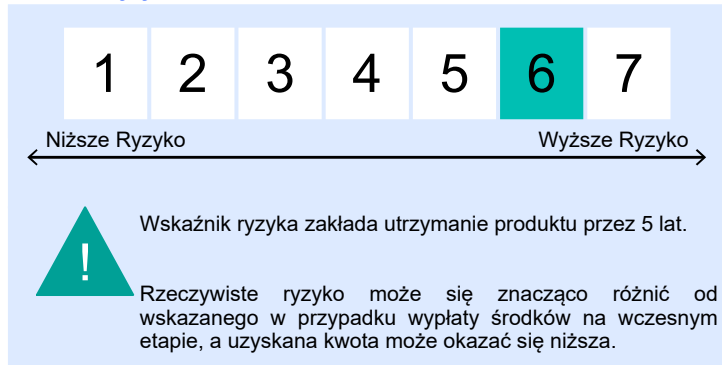 1 2 3 4 5 6 7
Niższe Ryzyko Wyższe Ryzyko
Wskaźnik ryzyka zakłada utrzymanie produktu przez 5 lat.
!
Rzeczywiste ryzyko może się znacząco różnić od
wskazanego w przypadku wypłaty środków na wczesnym
etapie, a uzyskana kwota może okazać się niższa.